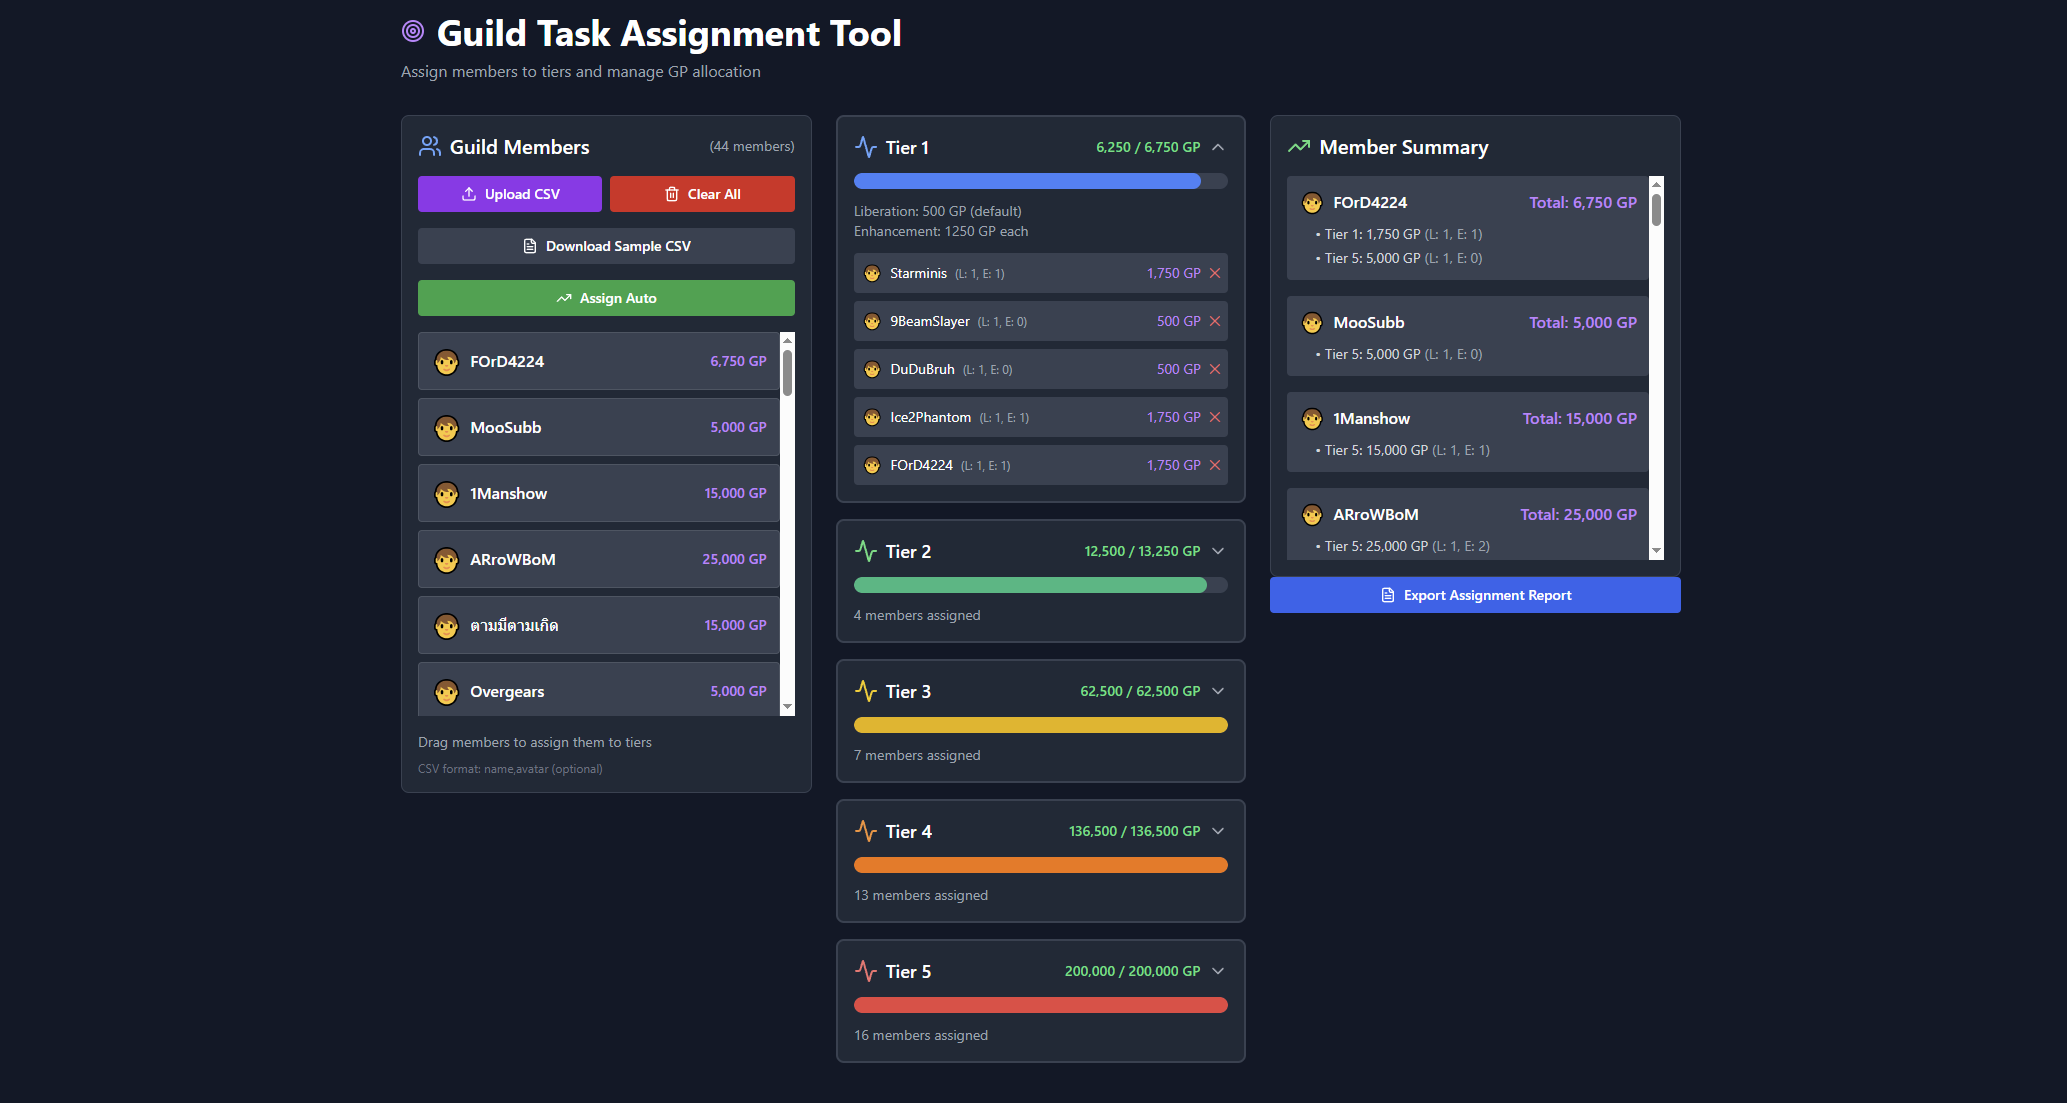 Guild Task Assignment Tool
Assign members to tiers and manage GP allocation
Guild Members (44 members)
Upload CSV
Clear All
Download Sample CSV
Assign Auto
FOrD4224 6,750 GP
MooSubb 5,000 GP
1Manshow 15,000 GP
ARroWBoM 25,000 GP
ตามมีตามเกิด 15,000 GP
Overgears 5,000 GP
Drag members to assign them to tiers
CSV format: name,avatar (optional)
Tier 1 6,250 / 6,750 GP
Liberation: 500 GP (default)
Enhancement: 1250 GP each
Starminis (L: 1, E: 1) 1,750 GP
9BeamSlayer (L: 1, E: 0) 500 GP
DuDuBruh (L: 1, E: 0) 500 GP
Ice2Phantom (L: 1, E: 1) 1,750 GP
FOrD4224 (L: 1, E: 1) 1,750 GP
Tier 2 12,500 / 13,250 GP
4 members assigned
Tier 3 62,500 / 62,500 GP
7 members assigned
Tier 4 136,500 / 136,500 GP
13 members assigned
Tier 5 200,000 / 200,000 GP
16 members assigned
Member Summary
FOrD4224 Total: 6,750 GP
• Tier 1: 1,750 GP (L: 1, E: 1)
• Tier 5: 5,000 GP (L: 1, E: 0)
MooSubb Total: 5,000 GP
• Tier 5: 5,000 GP (L: 1, E: 0)
1Manshow Total: 15,000 GP
• Tier 5: 15,000 GP (L: 1, E: 1)
ARroWBoM Total: 25,000 GP
• Tier 5: 25,000 GP (L: 1, E: 2)
Export Assignment Report